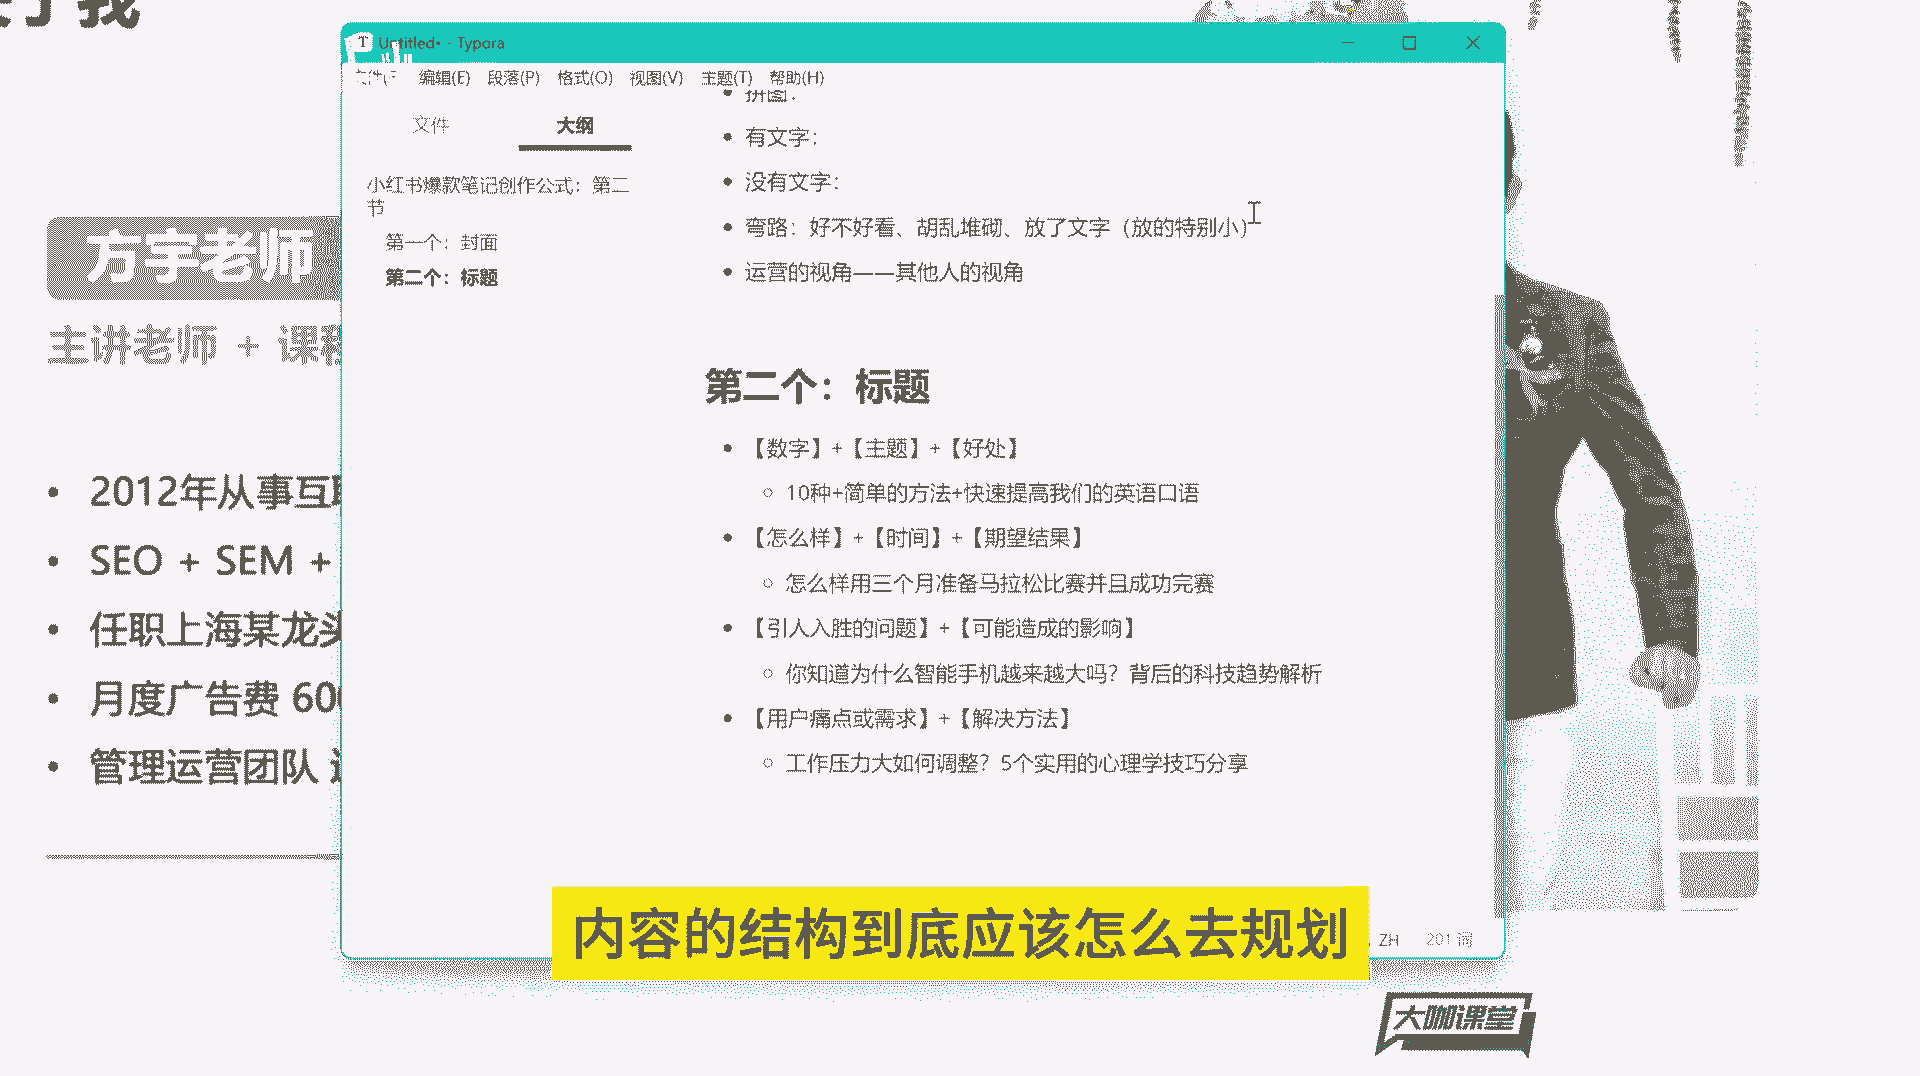 我
Untitled• - Typora
编辑(E) 段落(P) 格式(O) 视图(V) 主题(T) 帮助(H)
文件
大纲
小红书爆款笔记创作公式：第二
节
第一个：封面
第二个：标题
拼图：
有文字：
没有文字：
弯路：好不好看、胡乱堆砌、放了文字（放的特别小）
运营的视角——其他人的视角
第二个：标题
【数字】+【主题】+【好处】
10种+简单的方法+快速提高我们的英语口语
【怎么样】+【时间】+【期望结果】
怎么样用三个月准备马拉松比赛并且成功完赛
【引人入胜的问题】+【可能造成的影响】
你知道为什么智能手机越来越大吗？背后的科技趋势解析
【用户痛点或需求】+【解决方法】
工作压力大如何调整？5个实用的心理学技巧分享
方宇老师
主讲老师 + 课程
2012年从事互联
SEO + SEM +
任职上海某龙头
月度广告费 600
管理运营团队
内容的结构到底应该怎么去规划
ZH 201 词
大咖课堂